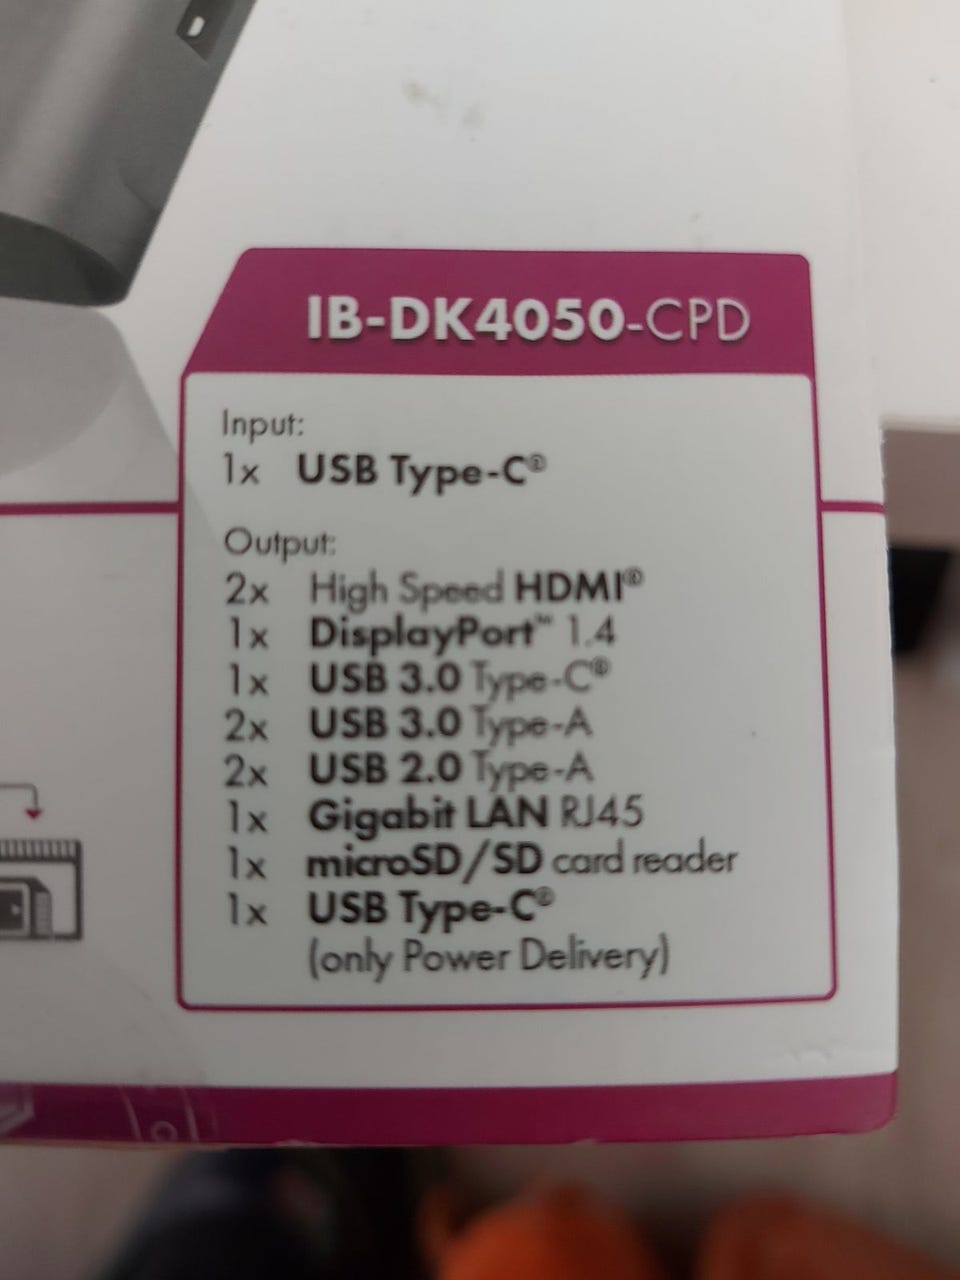 IB-DK4050-CPD
Input:
1x USB Type-C®
Output:
2x High Speed HDMI®
1x DisplayPort™ 1.4
1x USB 3.0 Type-C®
2x USB 3.0 Type-A
2x USB 2.0 Type-A
1x Gigabit LAN RJ45
1x microSD/SD card reader
1x USB Type-C®
(only Power Delivery)